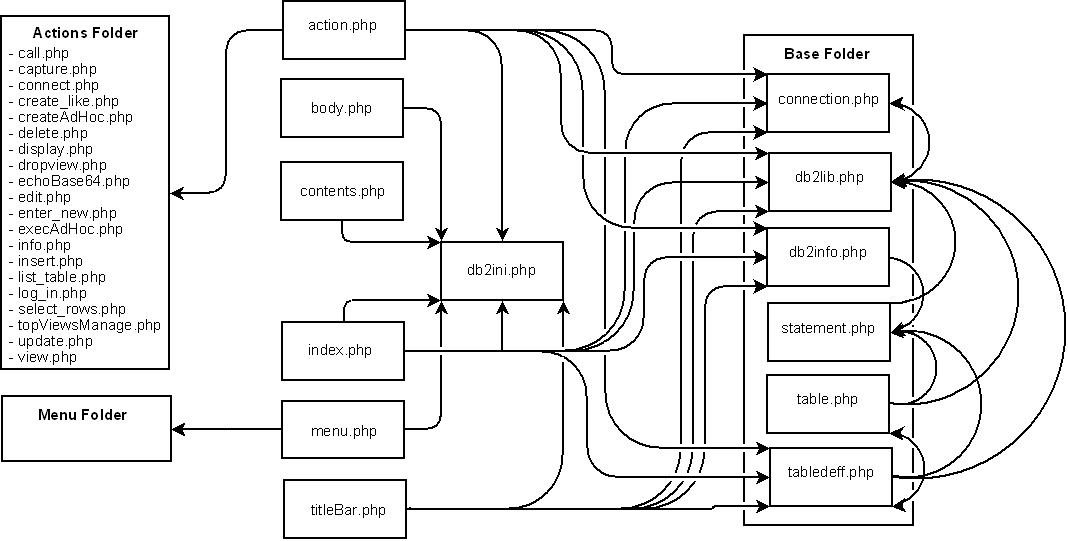 Actions Folder
- call.php
- capture.php
- connect.php
- create_like.php
- createAdHoc.php
- delete.php
- display.php
- dropview.php
- echoBase64.php
- edit.php
- enter_new.php
- execAdHoc.php
- info.php
- insert.php
- list_table.php
- log_in.php
- select_rows.php
- topViewsManage.php
- update.php
- view.php
Menu Folder
action.php
body.php
contents.php
db2ini.php
index.php
menu.php
titleBar.php
Base Folder
connection.php
db2lib.php
db2info.php
statement.php
table.php
tabledeff.php